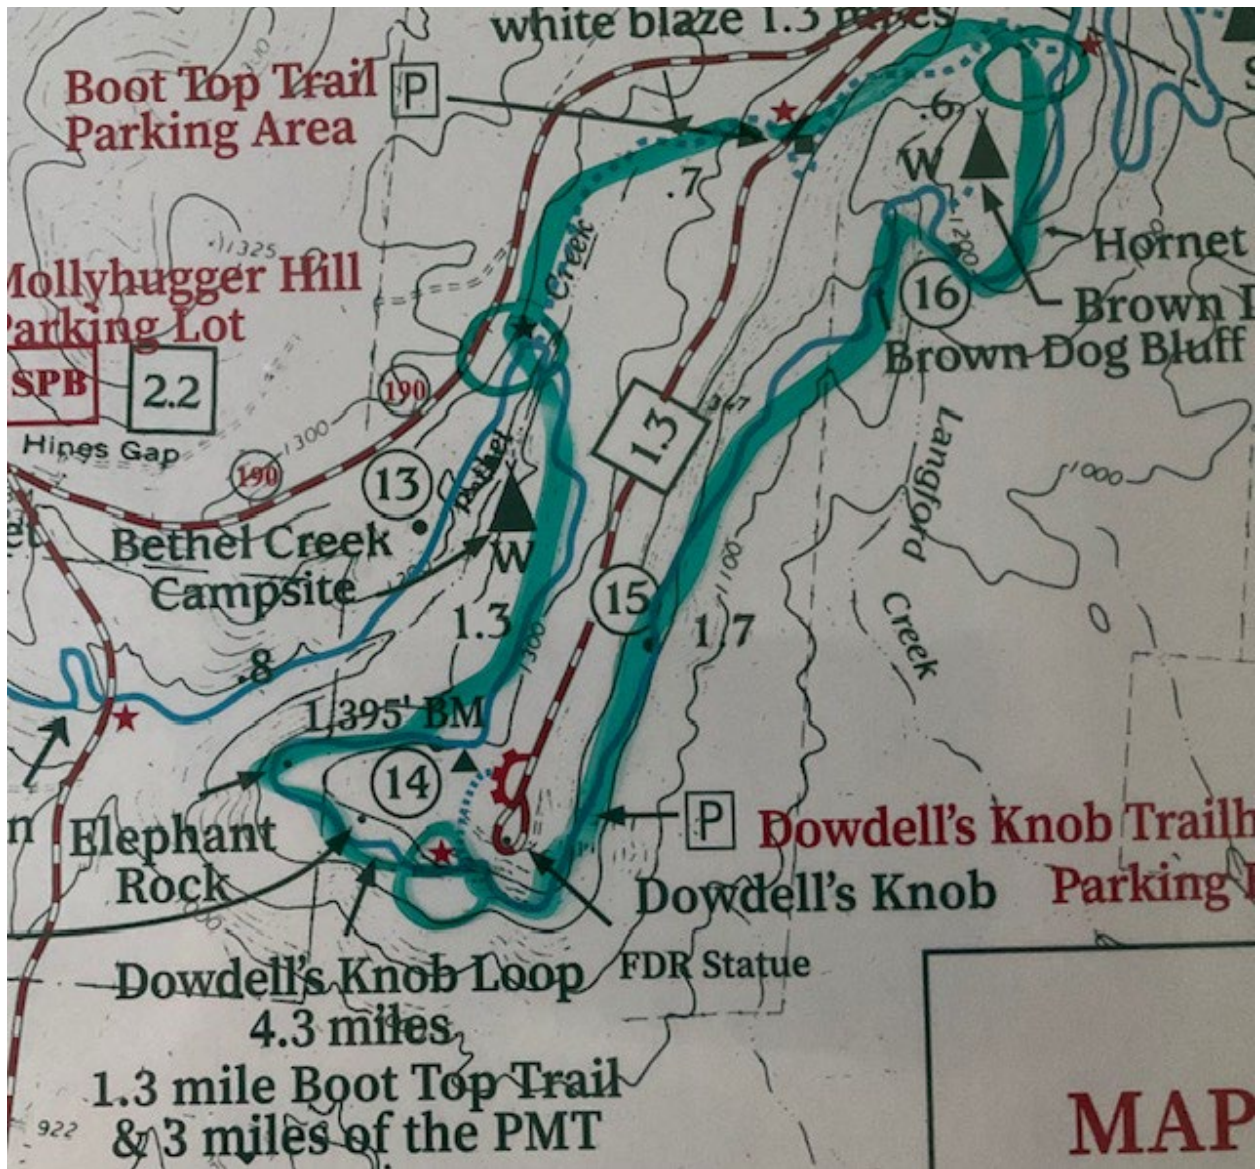 white blaze 1.3 miles
Boot Top Trail
Parking Area
P
.6
W
.7
1325
Creek
1200
Hornet
Mollyhugger Hill
Parking Lot
16
Brown
Brown Dog Bluff
SPB
2.2
190
1300
1.3
Hines Gap
190
13
Bethel
Langford
Creek
1000
Bethel Creek
Campsite
W
15
1100
1.3
1.7
1300
.8
1,395' BM
14
P
Dowdell's Knob
Parking
Elephant
Rock
Dowdell's Knob
FDR Statue
Dowdell's Knob Loop
4.3 miles
1.3 mile Boot Top Trail
& 3 miles of the PMT
922
MAP